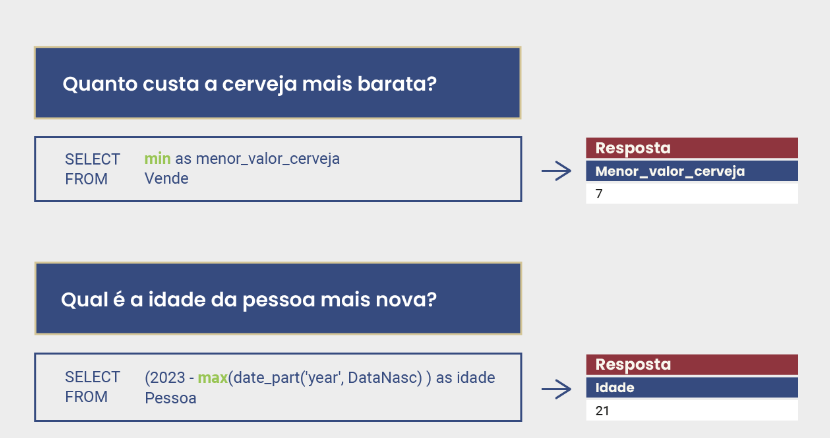 Quanto custa a cerveja mais barata?
SELECT min as menor_valor_cerveja
FROM Vende
Resposta
Menor_valor_cerveja
7
Qual é a idade da pessoa mais nova?
SELECT (2023 - max(date_part('year', DataNasc) ) as idade
FROM Pessoa
Resposta
Idade
21